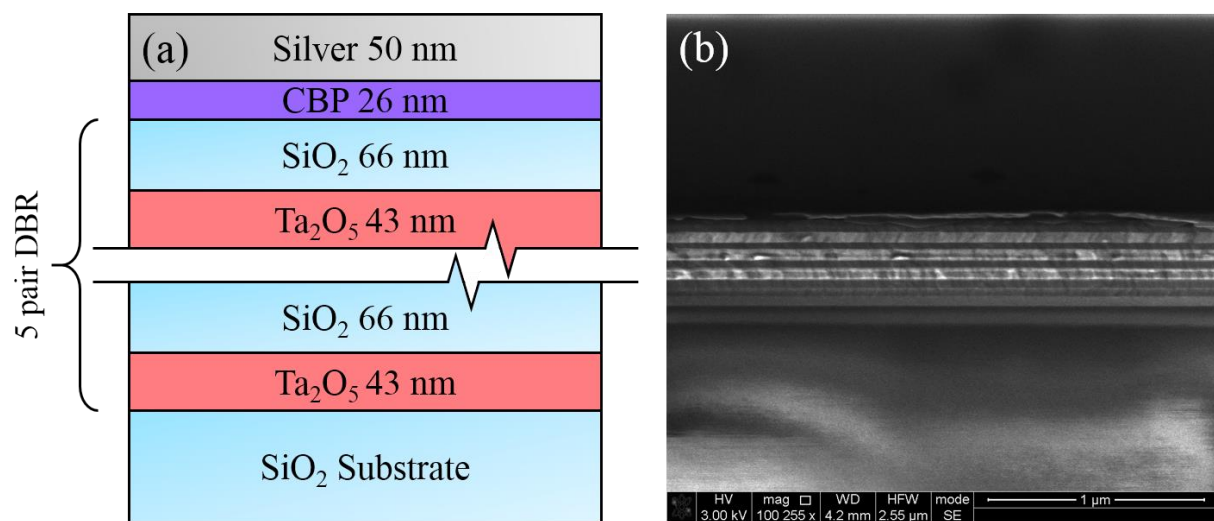 (a)
Silver 50 nm
CBP 26 nm
SiO₂ 66 nm
Ta₂O₅ 43 nm
5 pair DBR
SiO₂ 66 nm
Ta₂O₅ 43 nm
SiO₂ Substrate
(b)
HV mag □ WD HFW mode
3.00 kV 100 255 x 4.2 mm 2.55 µm SE
1 µm